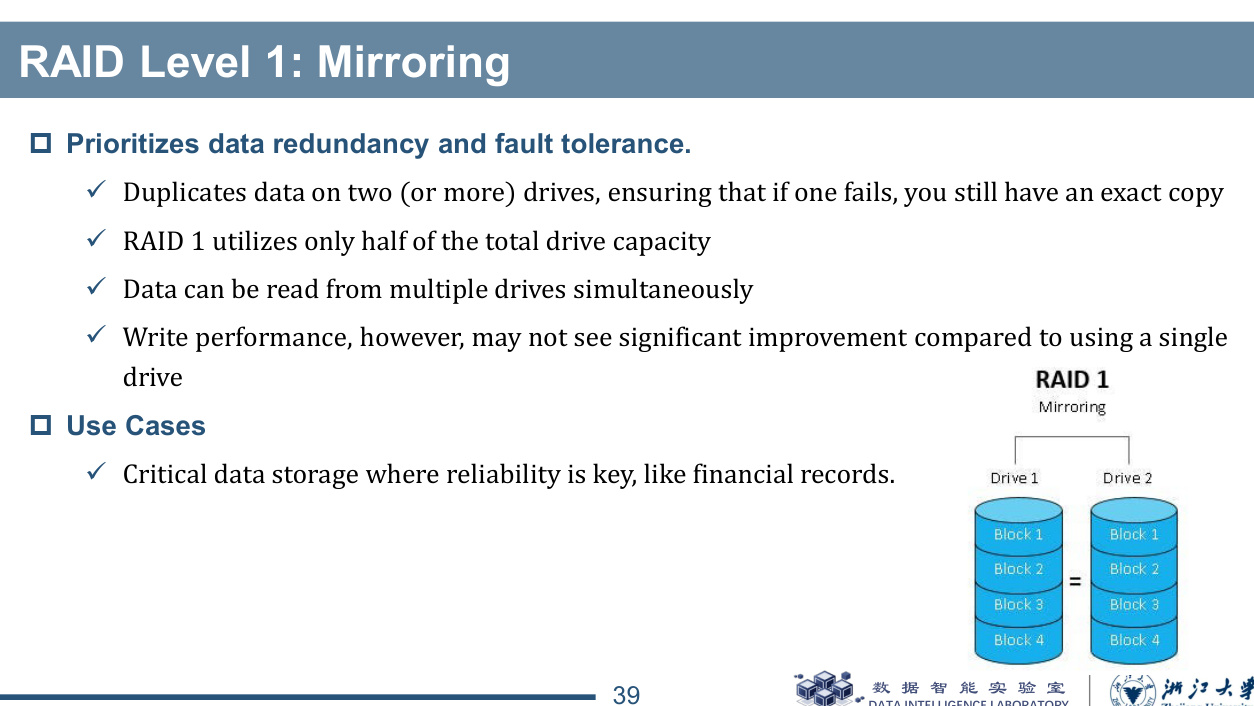 RAID Level 1: Mirroring
Prioritizes data redundancy and fault tolerance.
Duplicates data on two (or more) drives, ensuring that if one fails, you still have an exact copy
RAID 1 utilizes only half of the total drive capacity
Data can be read from multiple drives simultaneously
Write performance, however, may not see significant improvement compared to using a single
drive
Use Cases
Critical data storage where reliability is key, like financial records.
RAID 1
Mirroring
Drive 1 Drive 2
Block 1 Block 1
Block 2 Block 2
=
Block 3 Block 3
Block 4 Block 4
39
数据智能实验室
DATA INTELLIGENCE LABORATORY
浙江大学